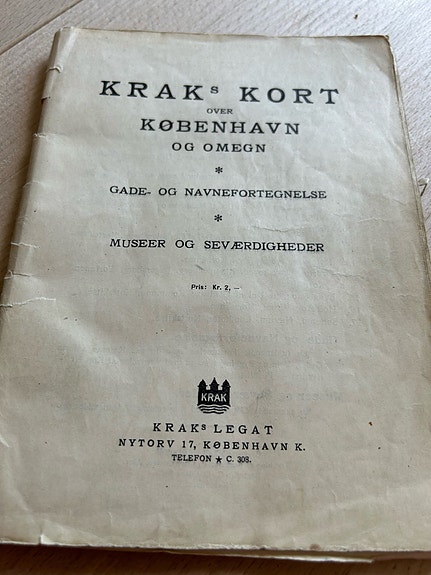 KRAKs KORT
OVER
KØBENHAVN
OG OMEGN
*
GADE- OG NAVNEFORTEGNELSE
*
MUSEER OG SEVÆRDIGHEDER
Pris: Kr. 2,—
KRAK
KRAKs LEGAT
NYTORV 17, KØBENHAVN K.
TELEFON ★ C. 308.